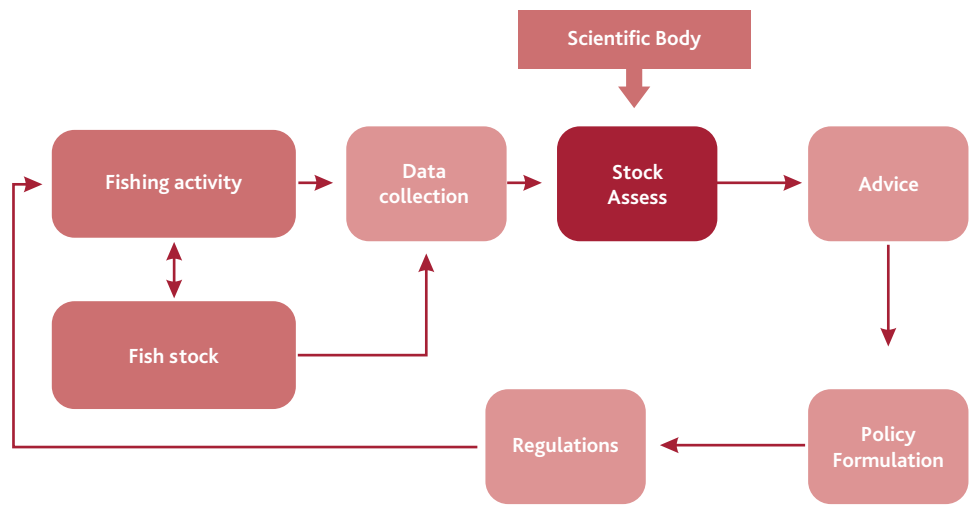 Scientific Body
Fishing activity
Data
collection
Stock
Assess
Advice
Fish stock
Regulations
Policy
Formulation